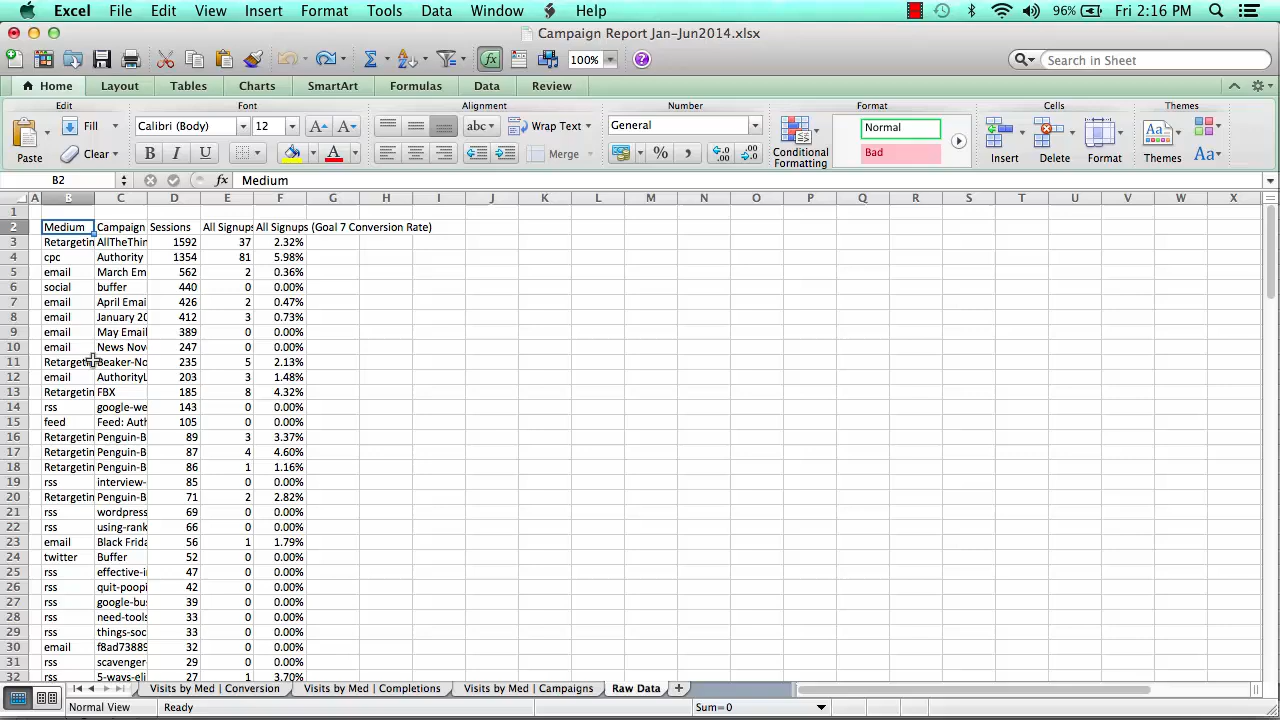 Excel File Edit View Insert Format Tools Data Window Help 96% Fri 2:16 PM
Campaign Report Jan-Jun2014.xlsx
100% Search in Sheet
Home Layout Tables Charts SmartArt Formulas Data Review
Edit Font Alignment Number Format Cells Themes
Paste Fill Calibri (Body) 12 A A abc Wrap Text General Conditional Formatting Normal Insert Delete Format Themes Aa
Clear B I U A Merge % Bad
B2 fx Medium
A B C D E F G H I J K L M N O P Q R S T U V W X
1
2 Medium Campaign Sessions All Signups All Signups (Goal 7 Conversion Rate)
3 Retargetin AllTheThin 1592 37 2.32%
4 cpc Authority 1354 81 5.98%
5 email March Em 562 2 0.36%
6 social buffer 440 0 0.00%
7 email April Emai 426 2 0.47%
8 email January 20 412 3 0.73%
9 email May Email 389 0 0.00%
10 email News Nov 247 0 0.00%
11 Retargetin Beaker-No 235 5 2.13%
12 email AuthorityL 203 3 1.48%
13 Retargetin FBX 185 8 4.32%
14 rss google-we 143 0 0.00%
15 feed Feed: Auth 105 0 0.00%
16 Retargetin Penguin-B 89 3 3.37%
17 Retargetin Penguin-B 87 4 4.60%
18 Retargetin Penguin-B 86 1 1.16%
19 rss interview- 85 0 0.00%
20 Retargetin Penguin-B 71 2 2.82%
21 rss wordpress 69 0 0.00%
22 rss using-rank 66 0 0.00%
23 email Black Frida 56 1 1.79%
24 twitter Buffer 52 0 0.00%
25 rss effective-i 47 0 0.00%
26 rss quit-poopi 42 0 0.00%
27 rss google-bus 39 0 0.00%
28 rss need-tools 33 0 0.00%
29 rss things-soc 33 0 0.00%
30 email f8ad73889 32 0 0.00%
31 rss scavenger- 29 0 0.00%
32 rss 5-ways-eli 27 1 3.70%
Visits by Med | Conversion Visits by Med | Completions Visits by Med | Campaigns Raw Data
Normal View Ready Sum=0